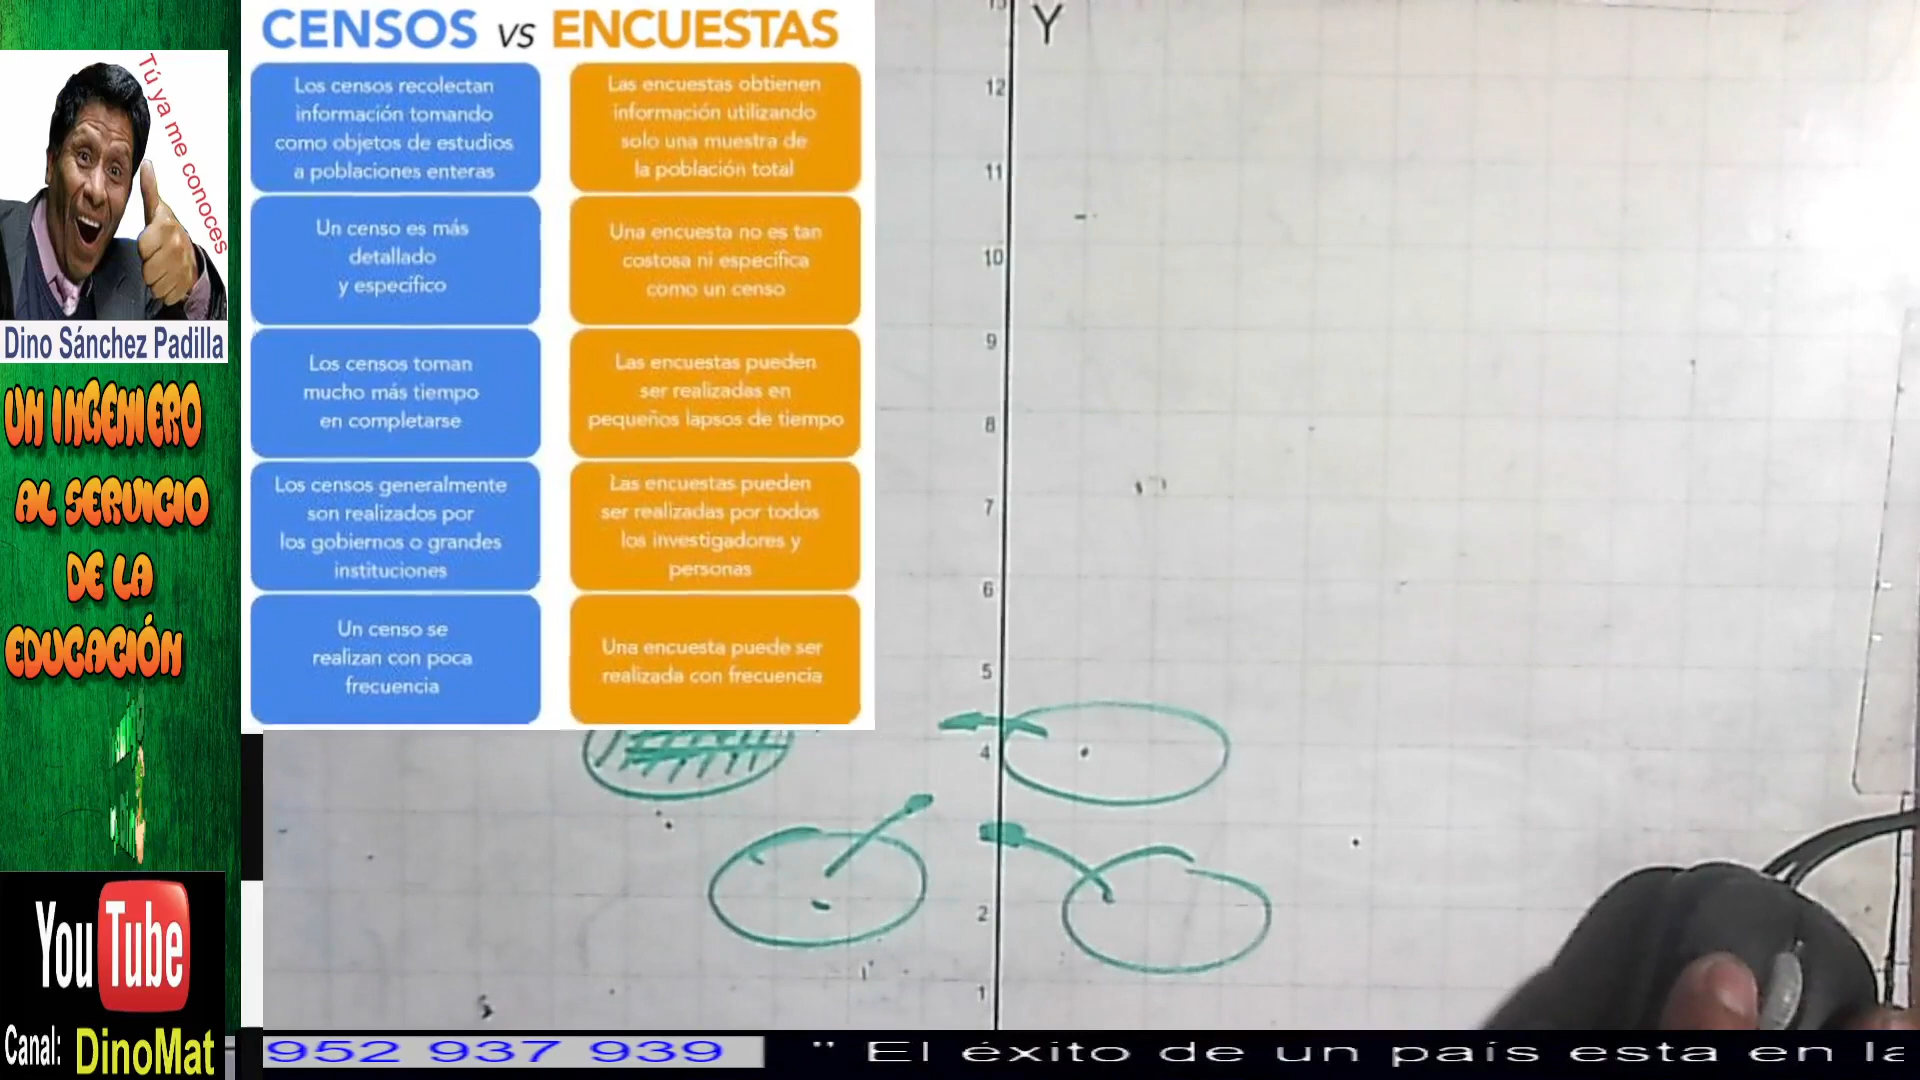 CENSOS vs ENCUESTAS
Los censos recolectan
información tomando
como objetos de estudios
a poblaciones enteras
Las encuestas obtienen
información utilizando
solo una muestra de
la población total
Un censo es más
detallado
y específico
Una encuesta no es tan
costosa ni específica
como un censo
Los censos toman
mucho más tiempo
en completarse
Las encuestas pueden
ser realizadas en
pequeños lapsos de tiempo
Los censos generalmente
son realizados por
los gobiernos o grandes
instituciones
Las encuestas pueden
ser realizadas por todos
los investigadores y
personas
Un censo se
realizan con poca
frecuencia
Una encuesta puede ser
realizada con frecuencia
Tú ya me conoces
Dino Sánchez Padilla
UN INGENIERO
AL SERVICIO
DE LA
EDUCACIÓN
YouTube
Canal: DinoMat
Y
12
11
10
9
8
7
6
5
4
2
1
952 937 939 " El éxito de un país esta en la